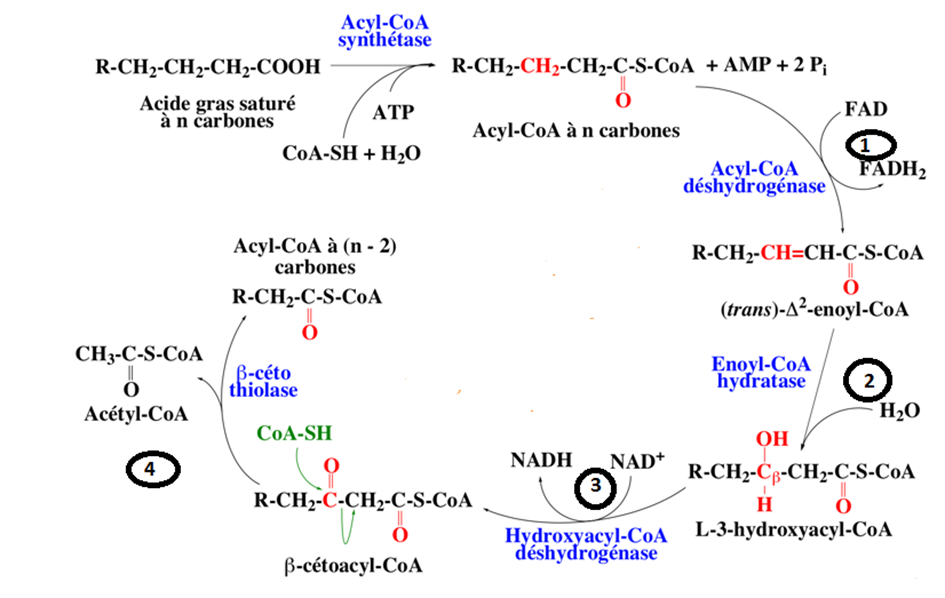 Acyl-CoA
synthétase
R-CH₂-CH₂-CH₂-COOH
R-CH₂-CH₂-CH₂-C-S-CoA + AMP + 2 Pᵢ
O
Acide gras saturé
à n carbones
ATP
CoA-SH + H₂O
Acyl-CoA à n carbones
FAD
1
FADH₂
Acyl-CoA
déshydrogénase
R-CH₂-CH=CH-C-S-CoA
O
(trans)-Δ²-enoyl-CoA
Enoyl-CoA
hydratase
2
H₂O
OH
R-CH₂-Cβ-CH₂-C-S-CoA
H
O
L-3-hydroxyacyl-CoA
NADH
NAD⁺
3
Hydroxyacyl-CoA
déshydrogénase
CoA-SH
O
R-CH₂-C-CH₂-C-S-CoA
O
β-cétoacyl-CoA
β-céto
thiolase
Acyl-CoA à (n - 2)
carbones
R-CH₂-C-S-CoA
O
CH₃-C-S-CoA
O
Acétyl-CoA
4